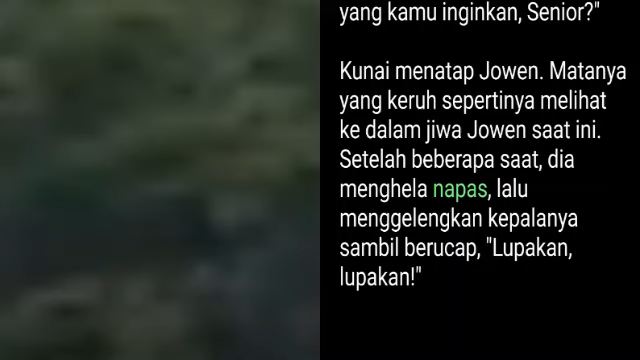 yang kamu inginkan, Senior?"
Kunai menatap Jowen. Matanya
yang keruh sepertinya melihat
ke dalam jiwa Jowen saat ini.
Setelah beberapa saat, dia
menghela napas, lalu
menggelengkan kepalanya
sambil berucap, "Lupakan,
lupakan!"